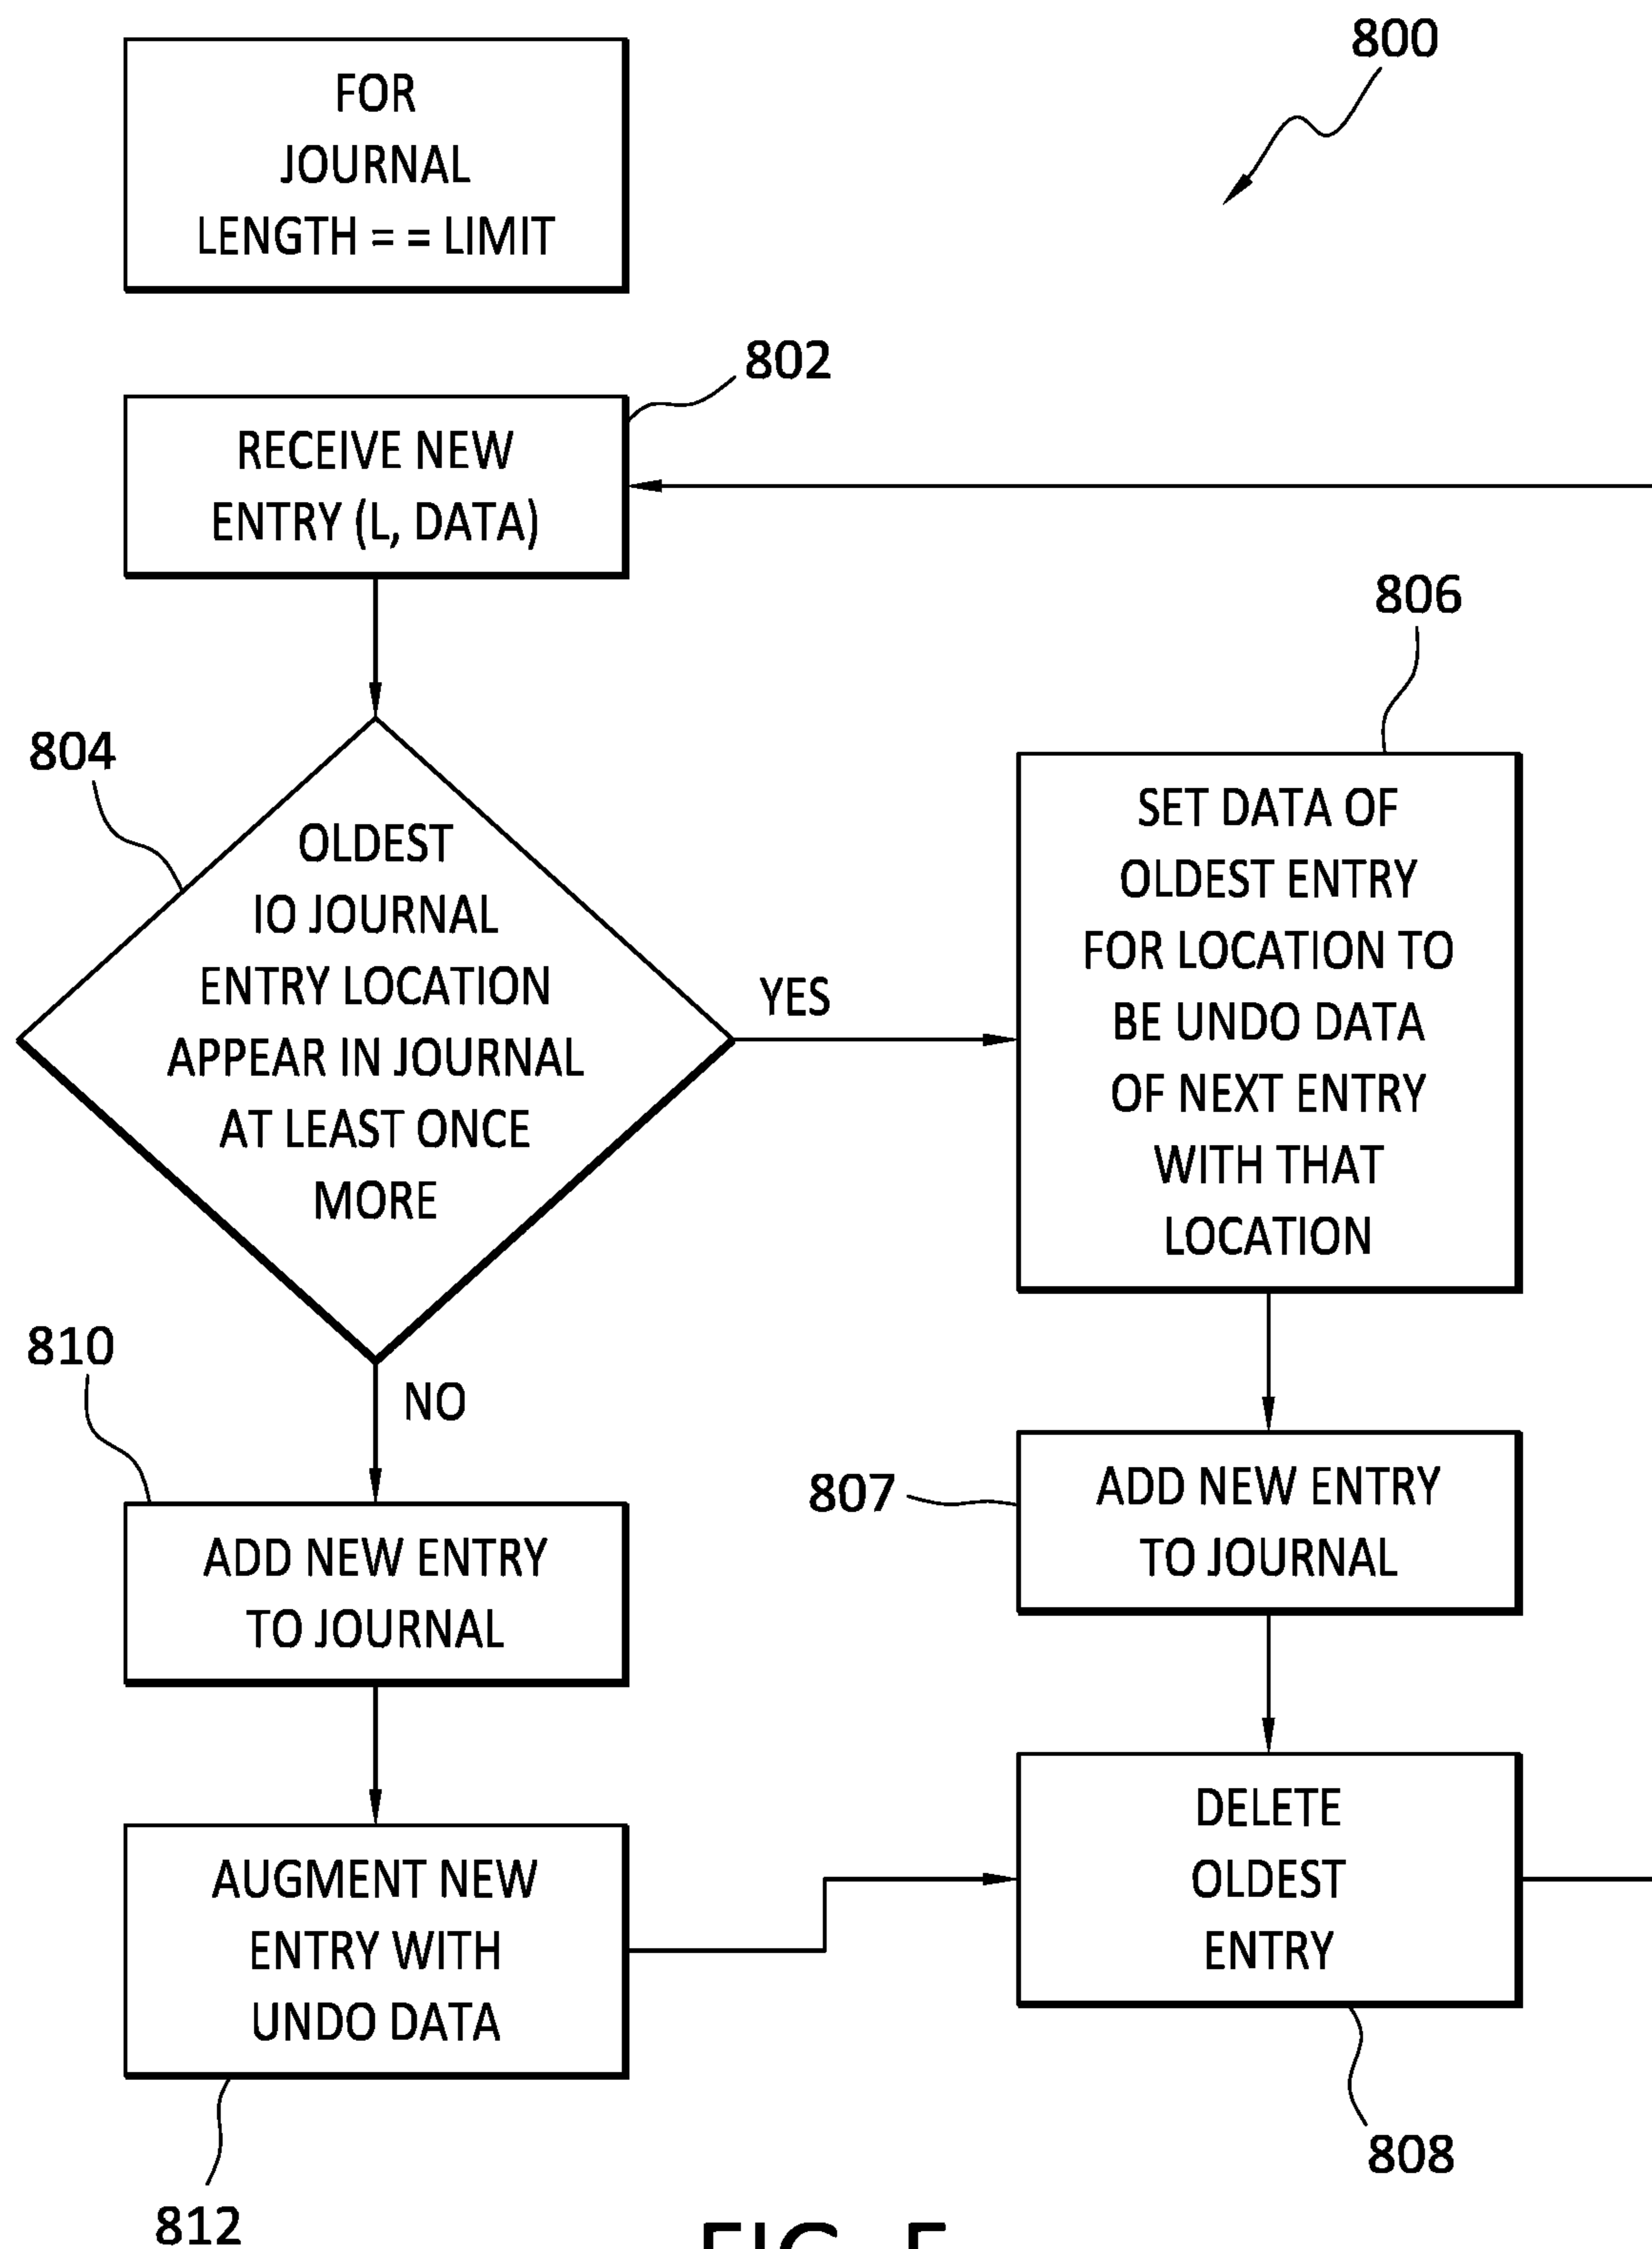 800
FOR
JOURNAL
LENGTH = = LIMIT
802
RECEIVE NEW
ENTRY (L, DATA)
804
OLDEST
IO JOURNAL
ENTRY LOCATION
APPEAR IN JOURNAL
AT LEAST ONCE
MORE
YES
NO
806
SET DATA OF
OLDEST ENTRY
FOR LOCATION TO
BE UNDO DATA
OF NEXT ENTRY
WITH THAT
LOCATION
807
ADD NEW ENTRY
TO JOURNAL
810
ADD NEW ENTRY
TO JOURNAL
812
AUGMENT NEW
ENTRY WITH
UNDO DATA
DELETE
OLDEST
ENTRY
808